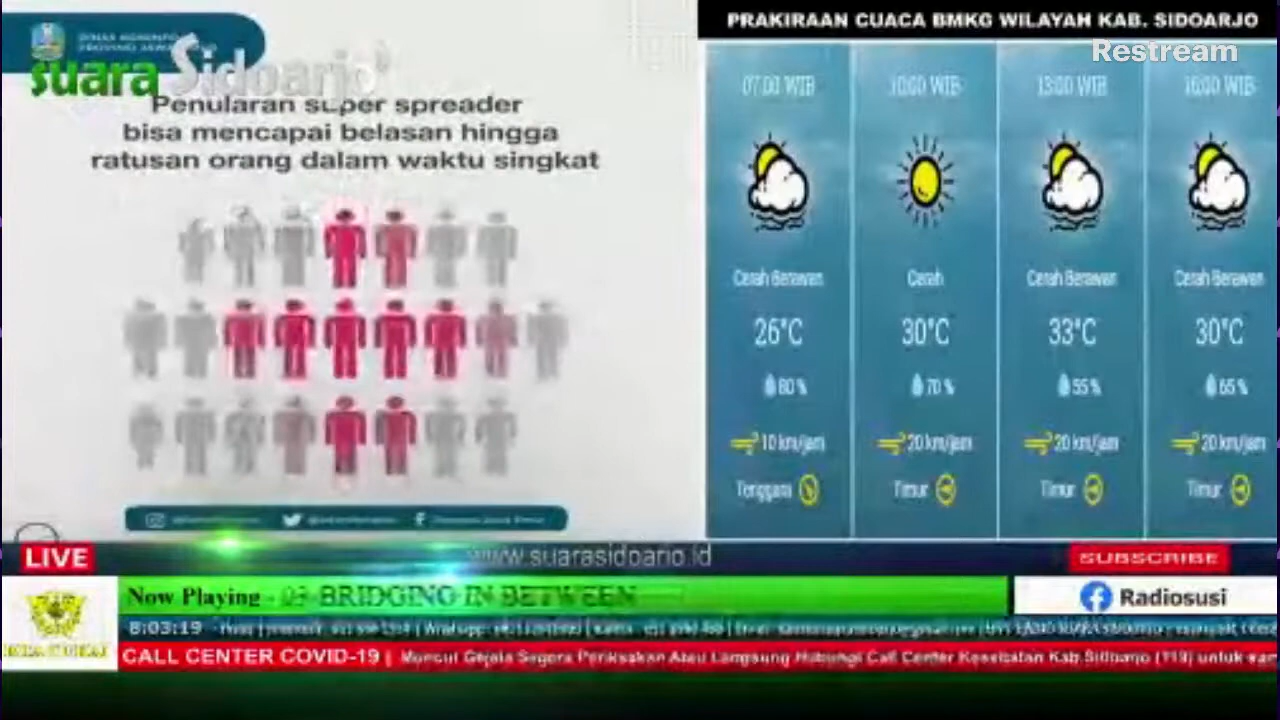 PRAKIRAAN CUACA BMKG WILAYAH KAB. SIDOARJO
Restream
suara Sidoarjo
Penularan super spreader
bisa mencapai belasan hingga
ratusan orang dalam waktu singkat
07.00 WIB 10:00 WIB 13:00 WIB 16:00 WIB
Cerah Berawan Cerah Cerah Berawan Cerah Berawan
26°C 30°C 33°C 30°C
80 % 70 % 55 % 65 %
10 km/jam 20 km/jam 20 km/jam 20 km/jam
Tenggara Timur Timur Timur
LIVE
www.suarasidoarjo.id
SUBSCRIBE
Now Playing - 03 BRIDGING IN BETWEEN
Radiosusi
8:03:19
CALL CENTER COVID-19 | Muncul Gejala Segera Periksakan Atau Langsung Hubungi Call Center Kesehatan Kab.Sidoarjo (119) untuk